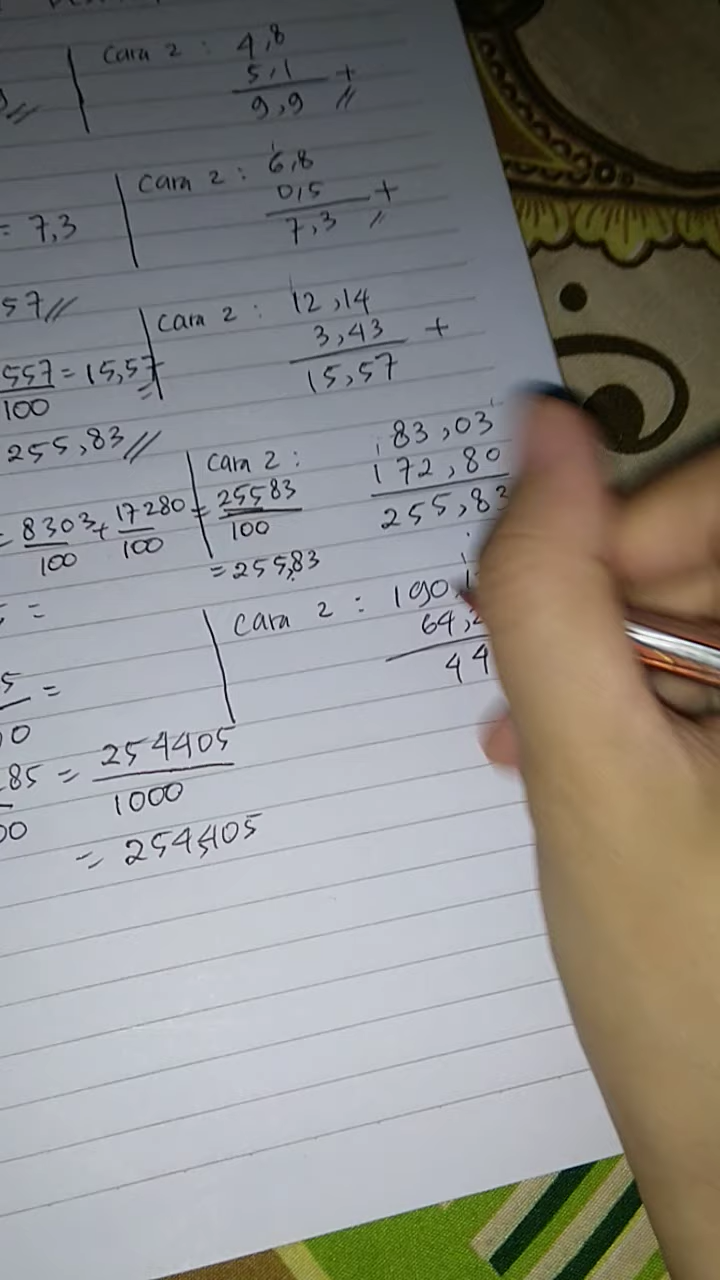 Cara 2 : 4,8
5,1 +
9,9 //
Cara 2 : 6,8
0,5 +
= 7,3
7,3 //
57 //
Cara 2 : 12,14
3,43 +
15,57
557/100 = 15,57
255,83 //
Cara 2 :
83,03
172,80
255,83
= 8303/100 + 17280/100 = 25583/100
= 255,83
=
Cara 2 : 190,1
64,
44
=
85 = 254405/1000
= 254,405